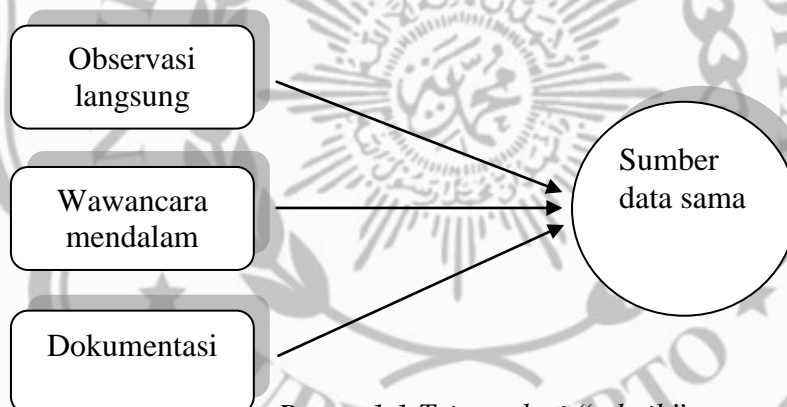 Observasi
langsung
Wawancara
mendalam
Dokumentasi
Sumber
data sama